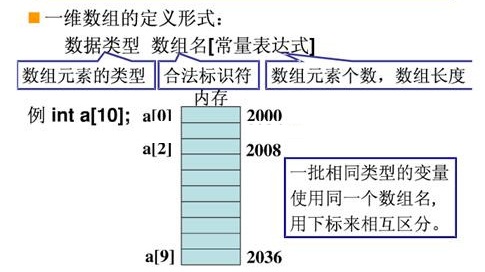 一维数组的定义形式：
数据类型 数组名[常量表达式]
数组元素的类型 合法标识符 数组元素个数，数组长度
内存
例 int a[10]; a[0] 2000
a[2] 2008
一批相同类型的变量
使用同一个数组名，
用下标来相互区分。
a[9] 2036